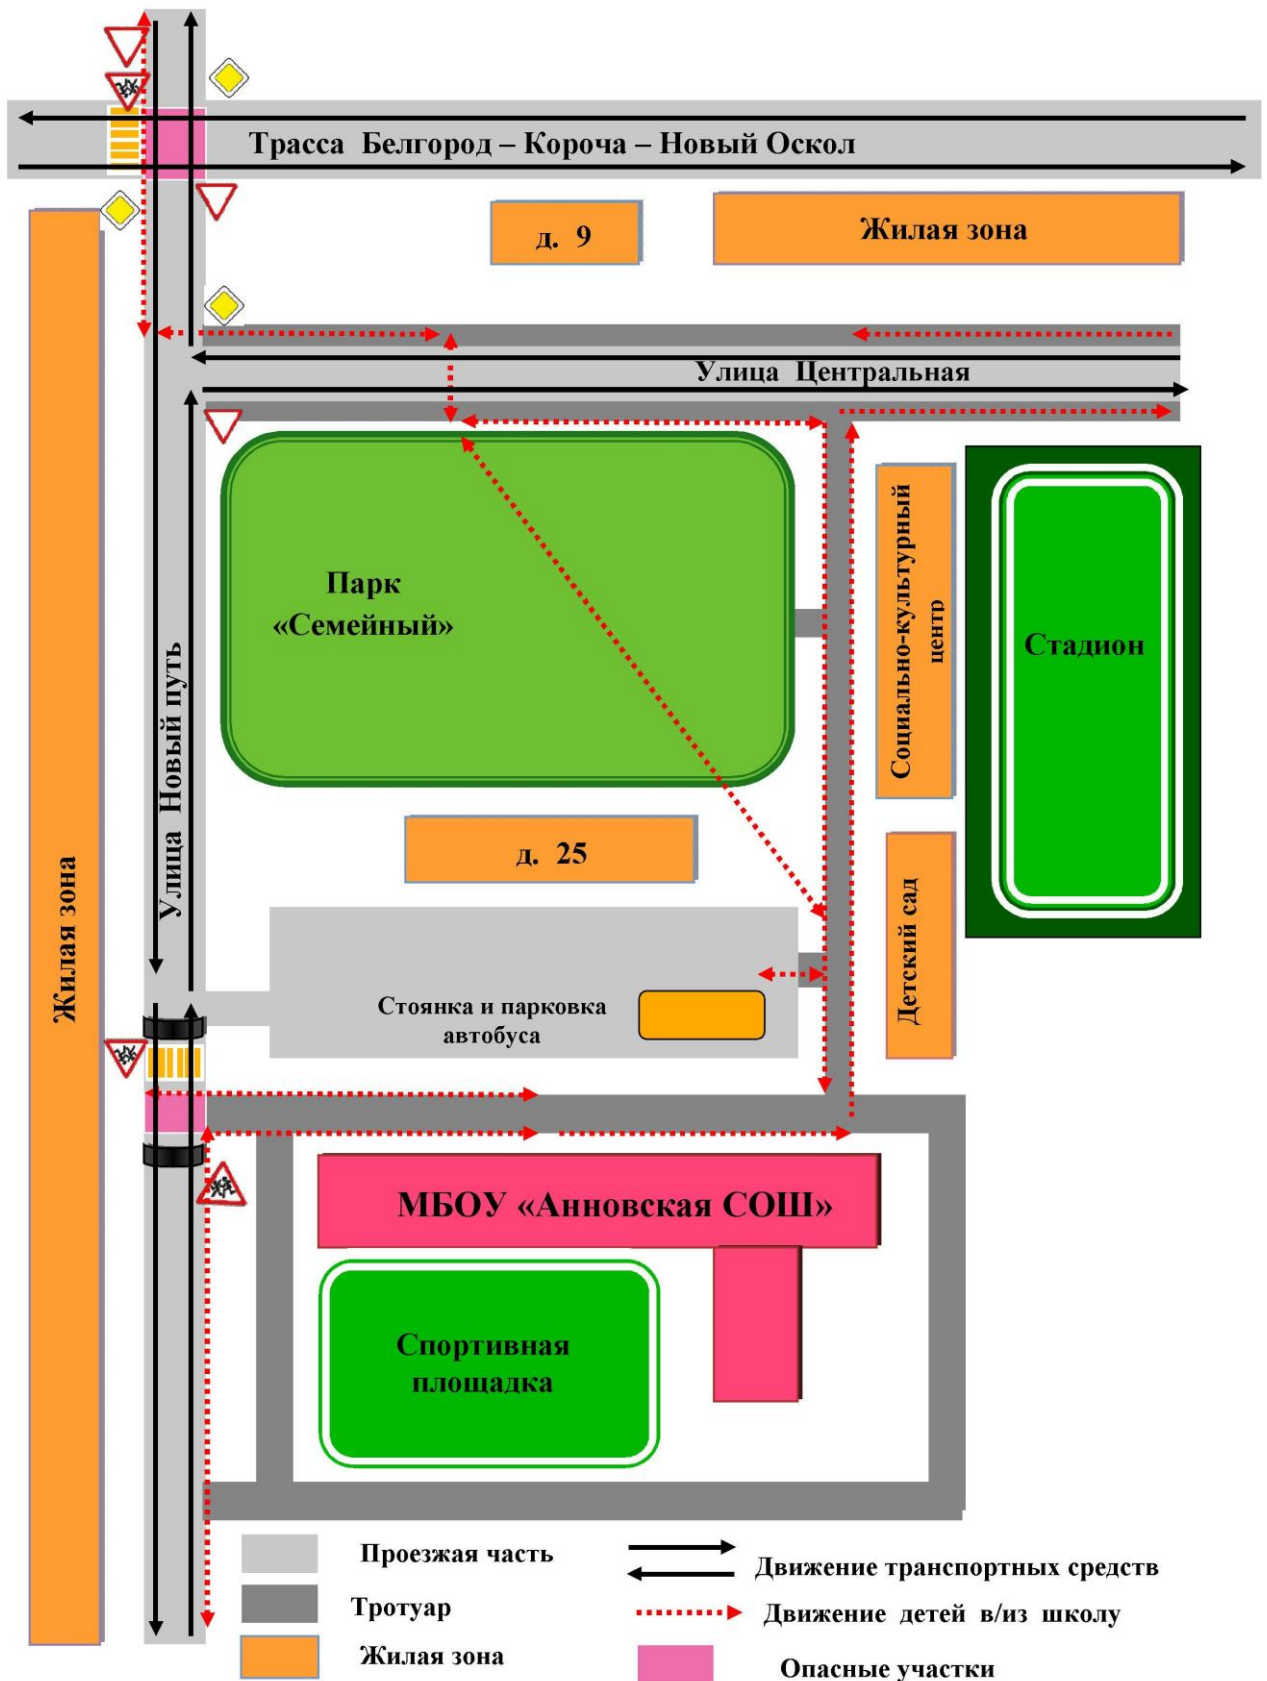 Трасса Белгород – Короча – Новый Оскол
д. 9
Жилая зона
Улица Центральная
Парк
«Семейный»
Социально-культурный
центр
Стадион
Улица Новый путь
д. 25
Жилая зона
Детский сад
Стоянка и парковка
автобуса
МБОУ «Анновская СОШ»
Спортивная
площадка
Проезжая часть
Движение транспортных средств
Тротуар
Движение детей в/из школу
Жилая зона
Опасные участки